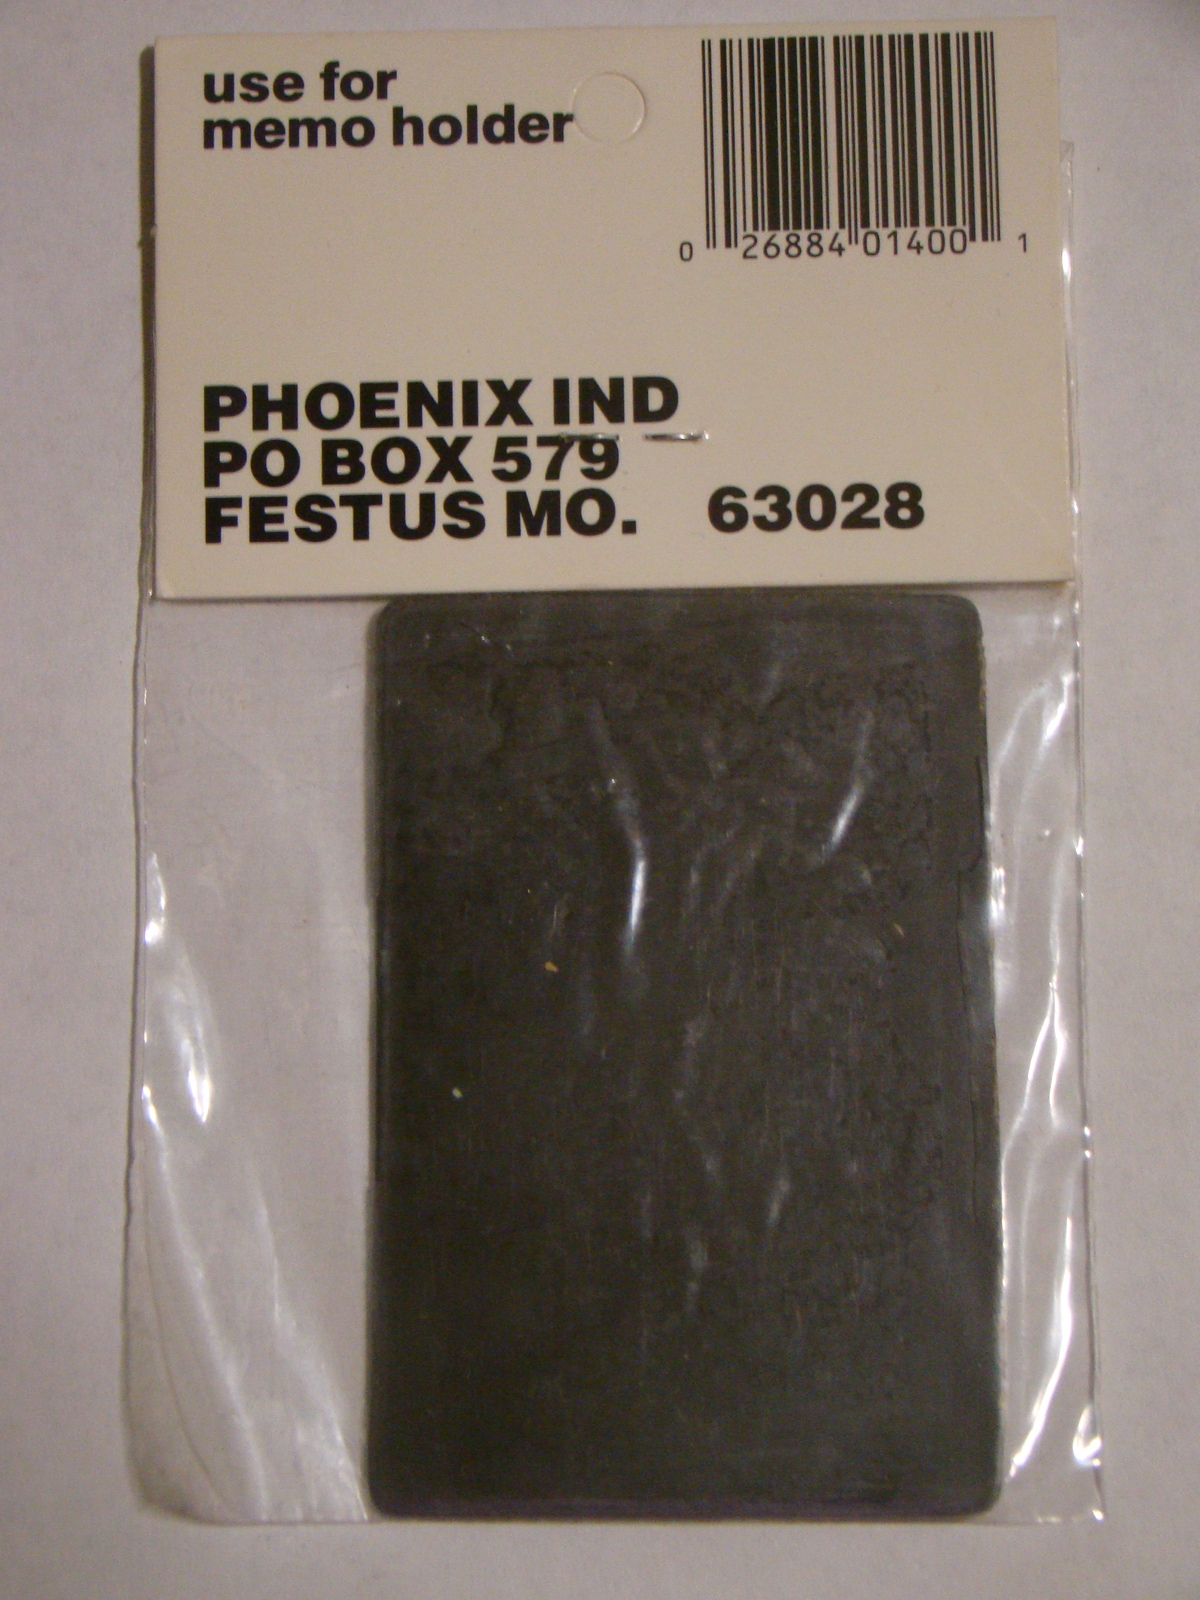 use for
memo holder
0 26884 01400 1
PHOENIX IND
PO BOX 579
FESTUS MO. 63028